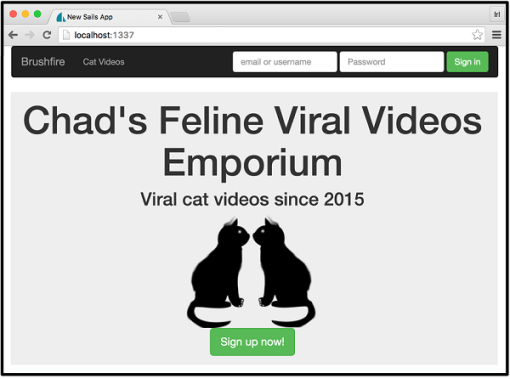 New Sails App
Irl
localhost:1337
Brushfire Cat Videos email or username Password Sign in
Chad's Feline Viral Videos
Emporium
Viral cat videos since 2015
Sign up now!